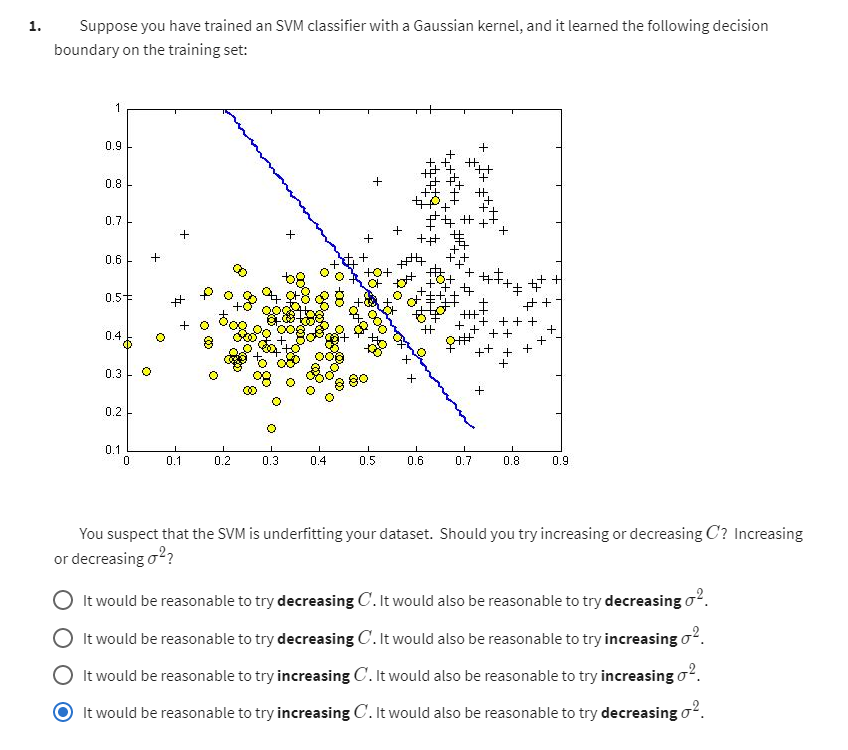 1. Suppose you have trained an SVM classifier with a Gaussian kernel, and it learned the following decision
boundary on the training set:
1
0.9
0.8
0.7
0.6
0.5
0.4
0.3
0.2
0.1
0 0.1 0.2 0.3 0.4 0.5 0.6 0.7 0.8 0.9
You suspect that the SVM is underfitting your dataset. Should you try increasing or decreasing C? Increasing
or decreasing σ²?
It would be reasonable to try decreasing C. It would also be reasonable to try decreasing σ².
It would be reasonable to try decreasing C. It would also be reasonable to try increasing σ².
It would be reasonable to try increasing C. It would also be reasonable to try increasing σ².
It would be reasonable to try increasing C. It would also be reasonable to try decreasing σ².